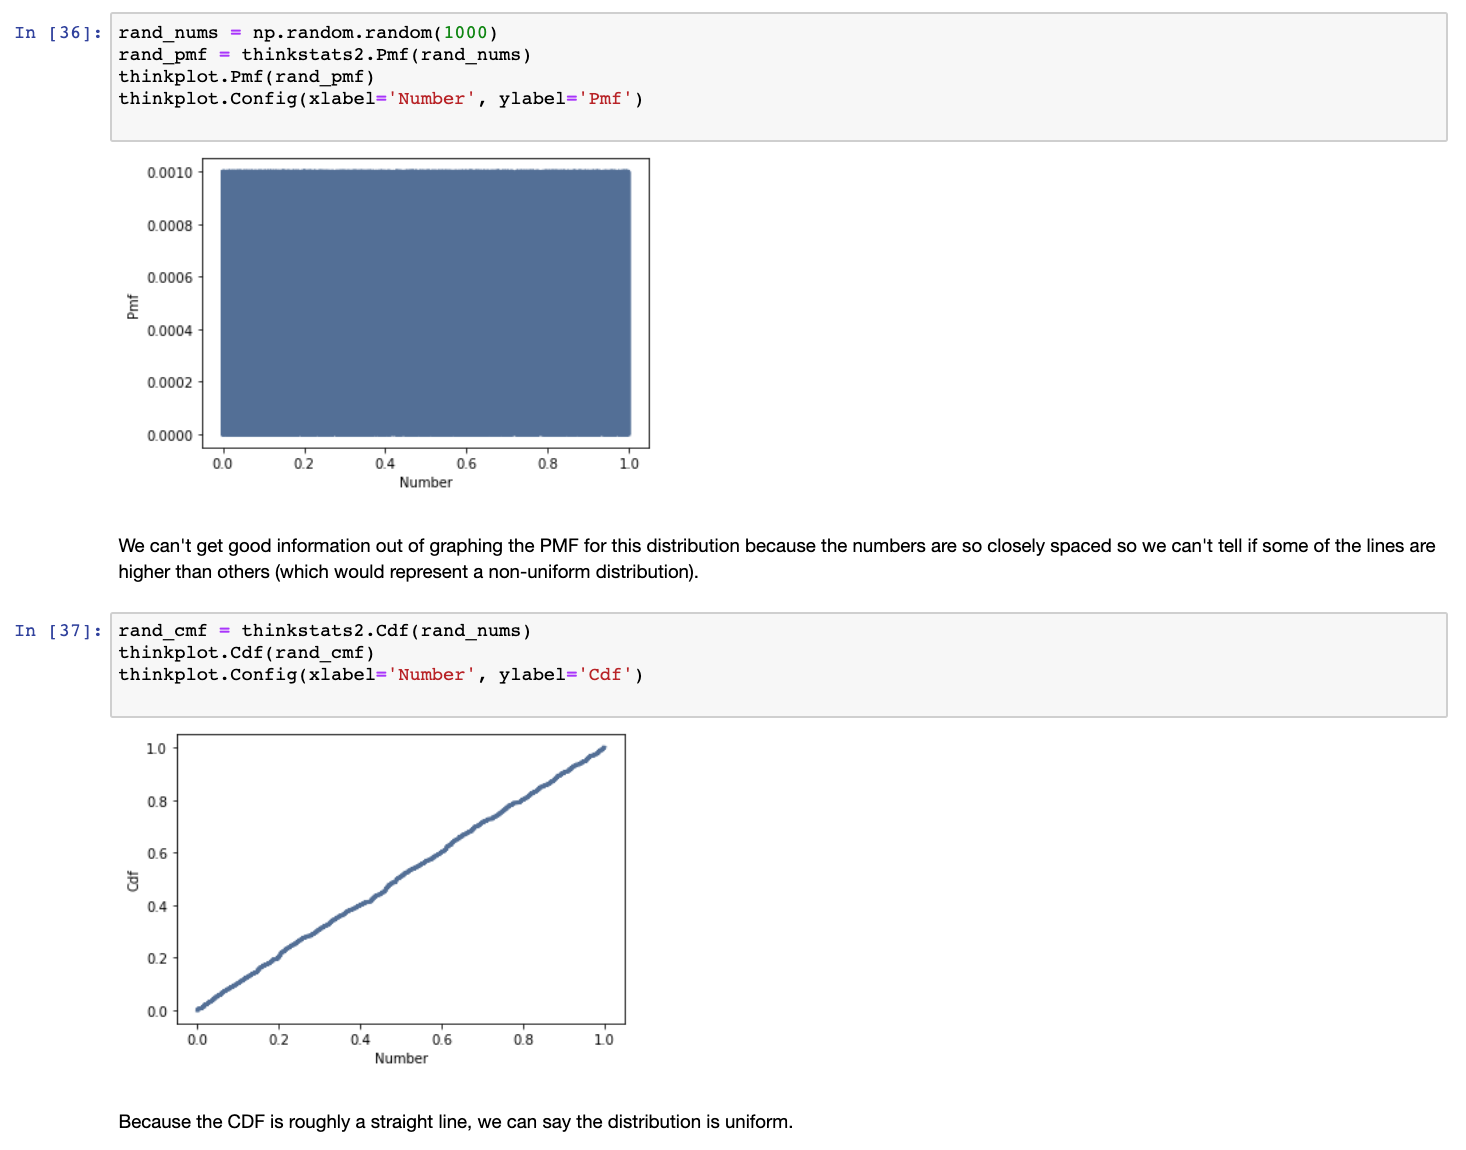 In [36]: rand_nums = np.random.random(1000)
rand_pmf = thinkstats2.Pmf(rand_nums)
thinkplot.Pmf(rand_pmf)
thinkplot.Config(xlabel='Number', ylabel='Pmf')
0.0010
0.0008
0.0006
0.0004
0.0002
0.0000
Pmf
0.0 0.2 0.4 0.6 0.8 1.0
Number
We can't get good information out of graphing the PMF for this distribution because the numbers are so closely spaced so we can't tell if some of the lines are
higher than others (which would represent a non-uniform distribution).
In [37]: rand_cmf = thinkstats2.Cdf(rand_nums)
thinkplot.Cdf(rand_cmf)
thinkplot.Config(xlabel='Number', ylabel='Cdf')
1.0
0.8
0.6
0.4
0.2
0.0
Cdf
0.0 0.2 0.4 0.6 0.8 1.0
Number
Because the CDF is roughly a straight line, we can say the distribution is uniform.